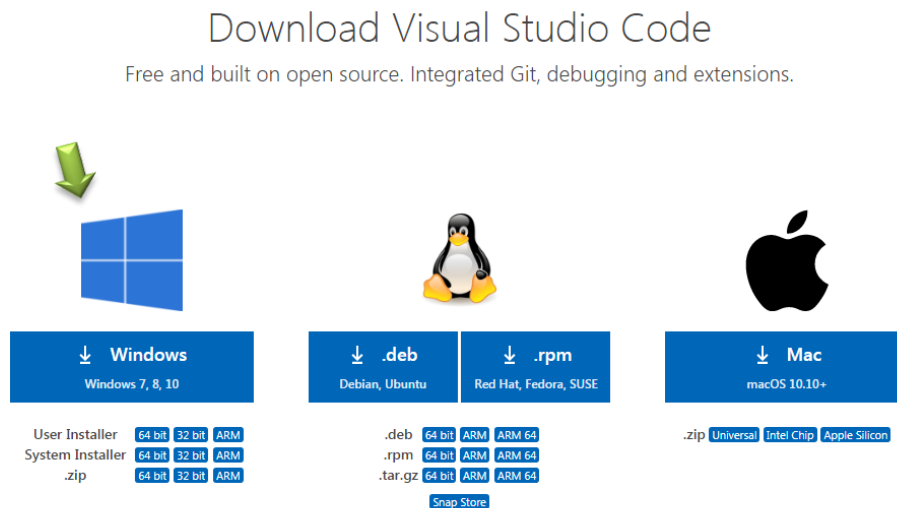 Download Visual Studio Code
Free and built on open source. Integrated Git, debugging and extensions.
Windows
Windows 7, 8, 10
User Installer 64 bit 32 bit ARM
System Installer 64 bit 32 bit ARM
.zip 64 bit 32 bit ARM
.deb
Debian, Ubuntu
.rpm
Red Hat, Fedora, SUSE
.deb 64 bit ARM ARM 64
.rpm 64 bit ARM ARM 64
.tar.gz 64 bit ARM ARM 64
Snap Store
Mac
macOS 10.10+
.zip Universal Intel Chip Apple Silicon